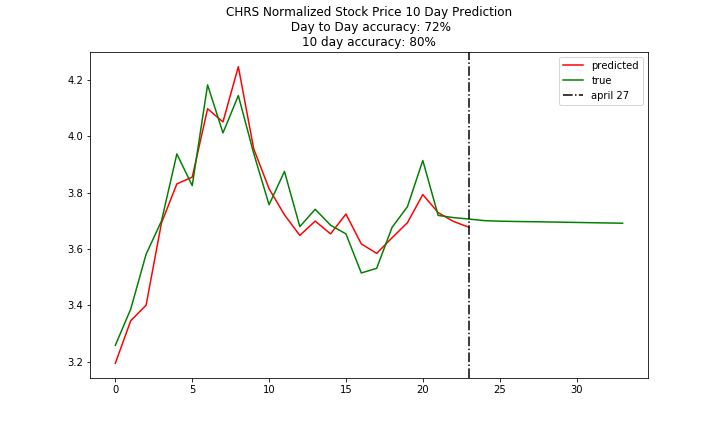 CHRS Normalized Stock Price 10 Day Prediction
Day to Day accuracy: 72%
10 day accuracy: 80%
predicted
true
april 27
4.2
4.0
3.8
3.6
3.4
3.2
0 5 10 15 20 25 30